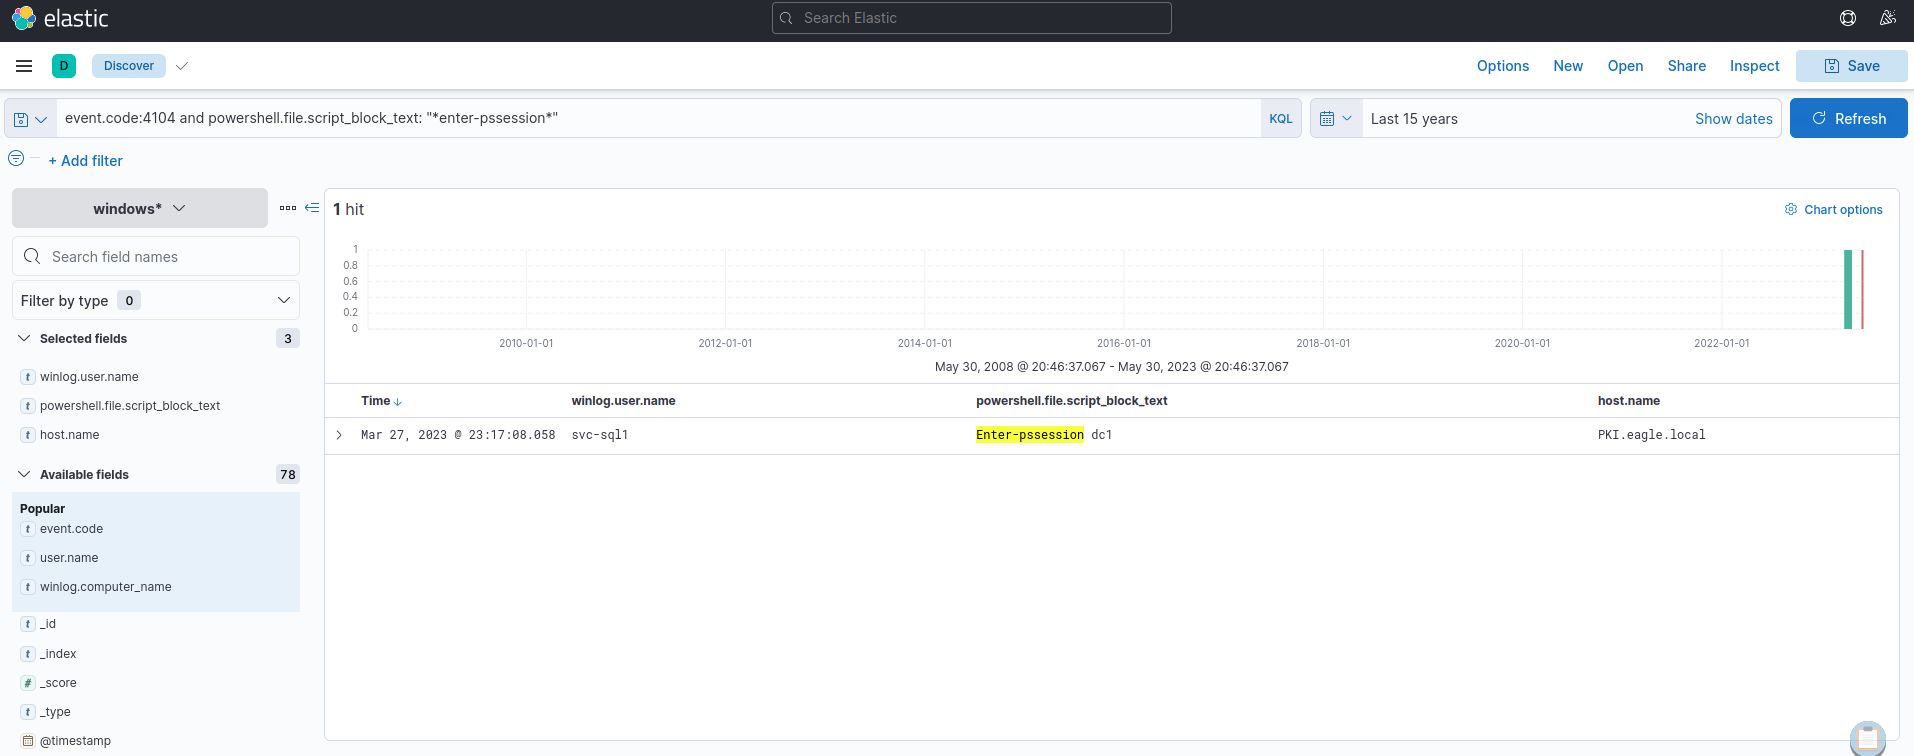 elastic
Search Elastic
D Discover Options New Open Share Inspect Save
event.code:4104 and powershell.file.script_block_text: "*enter-pssession*" KQL Last 15 years Show dates Refresh
+ Add filter
windows*
Search field names
Filter by type 0
Selected fields 3
t winlog.user.name
t powershell.file.script_block_text
t host.name
Available fields 78
Popular
t event.code
t user.name
t winlog.computer_name
t _id
t _index
# _score
t _type
@timestamp
1 hit Chart options
1
0.8
0.6
0.4
0.2
0
2010-01-01 2012-01-01 2014-01-01 2016-01-01 2018-01-01 2020-01-01 2022-01-01
May 30, 2008 @ 20:46:37.067 - May 30, 2023 @ 20:46:37.067
Time winlog.user.name powershell.file.script_block_text host.name
Mar 27, 2023 @ 23:17:08.058 svc-sql1 Enter-pssession dc1 PKI.eagle.local